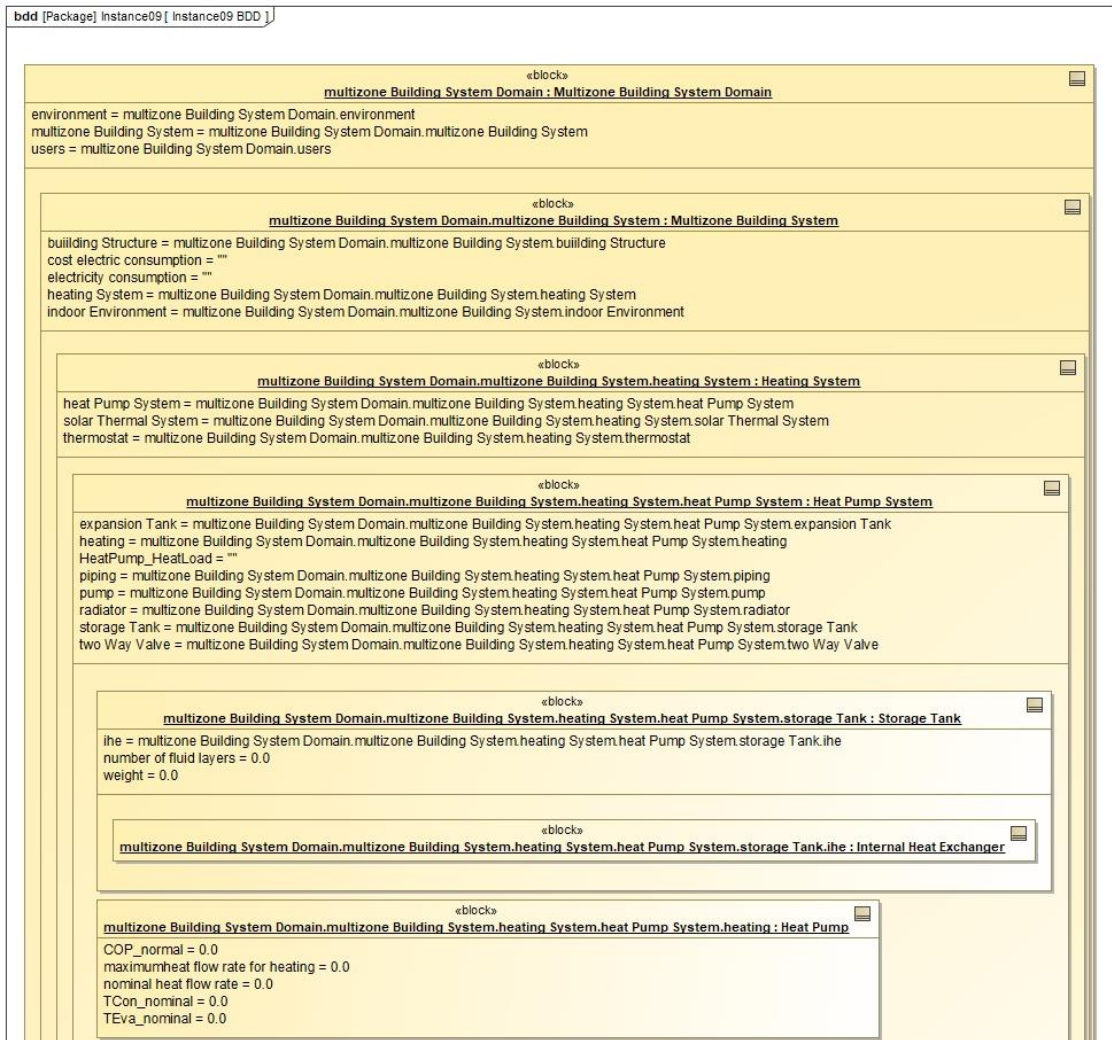 bdd [Package] Instance09 [ Instance09 BDD ]
«block»
multizone Building System Domain : Multizone Building System Domain
environment = multizone Building System Domain.environment
multizone Building System = multizone Building System Domain.multizone Building System
users = multizone Building System Domain.users
«block»
multizone Building System Domain.multizone Building System : Multizone Building System
buiilding Structure = multizone Building System Domain.multizone Building System.buiilding Structure
cost electric consumption = ""
electricity consumption = ""
heating System = multizone Building System Domain.multizone Building System.heating System
indoor Environment = multizone Building System Domain.multizone Building System.indoor Environment
«block»
multizone Building System Domain.multizone Building System.heating System : Heating System
heat Pump System = multizone Building System Domain.multizone Building System.heating System.heat Pump System
solar Thermal System = multizone Building System Domain.multizone Building System.heating System.solar Thermal System
thermostat = multizone Building System Domain.multizone Building System.heating System.thermostat
«block»
multizone Building System Domain.multizone Building System.heating System.heat Pump System : Heat Pump System
expansion Tank = multizone Building System Domain.multizone Building System.heating System.heat Pump System.expansion Tank
heating = multizone Building System Domain.multizone Building System.heating System.heat Pump System.heating
HeatPump_HeatLoad = ""
piping = multizone Building System Domain.multizone Building System.heating System.heat Pump System.piping
pump = multizone Building System Domain.multizone Building System.heating System.heat Pump System.pump
radiator = multizone Building System Domain.multizone Building System.heating System.heat Pump System.radiator
storage Tank = multizone Building System Domain.multizone Building System.heating System.heat Pump System.storage Tank
two Way Valve = multizone Building System Domain.multizone Building System.heating System.heat Pump System.two Way Valve
«block»
multizone Building System Domain.multizone Building System.heating System.heat Pump System.storage Tank : Storage Tank
ihe = multizone Building System Domain.multizone Building System.heating System.heat Pump System.storage Tank.ihe
number of fluid layers = 0.0
weight = 0.0
«block»
multizone Building System Domain.multizone Building System.heating System.heat Pump System.storage Tank.ihe : Internal Heat Exchanger
«block»
multizone Building System Domain.multizone Building System.heating System.heat Pump System.heating : Heat Pump
COP_normal = 0.0
maximumheat flow rate for heating = 0.0
nominal heat flow rate = 0.0
TCon_nominal = 0.0
TEva_nominal = 0.0